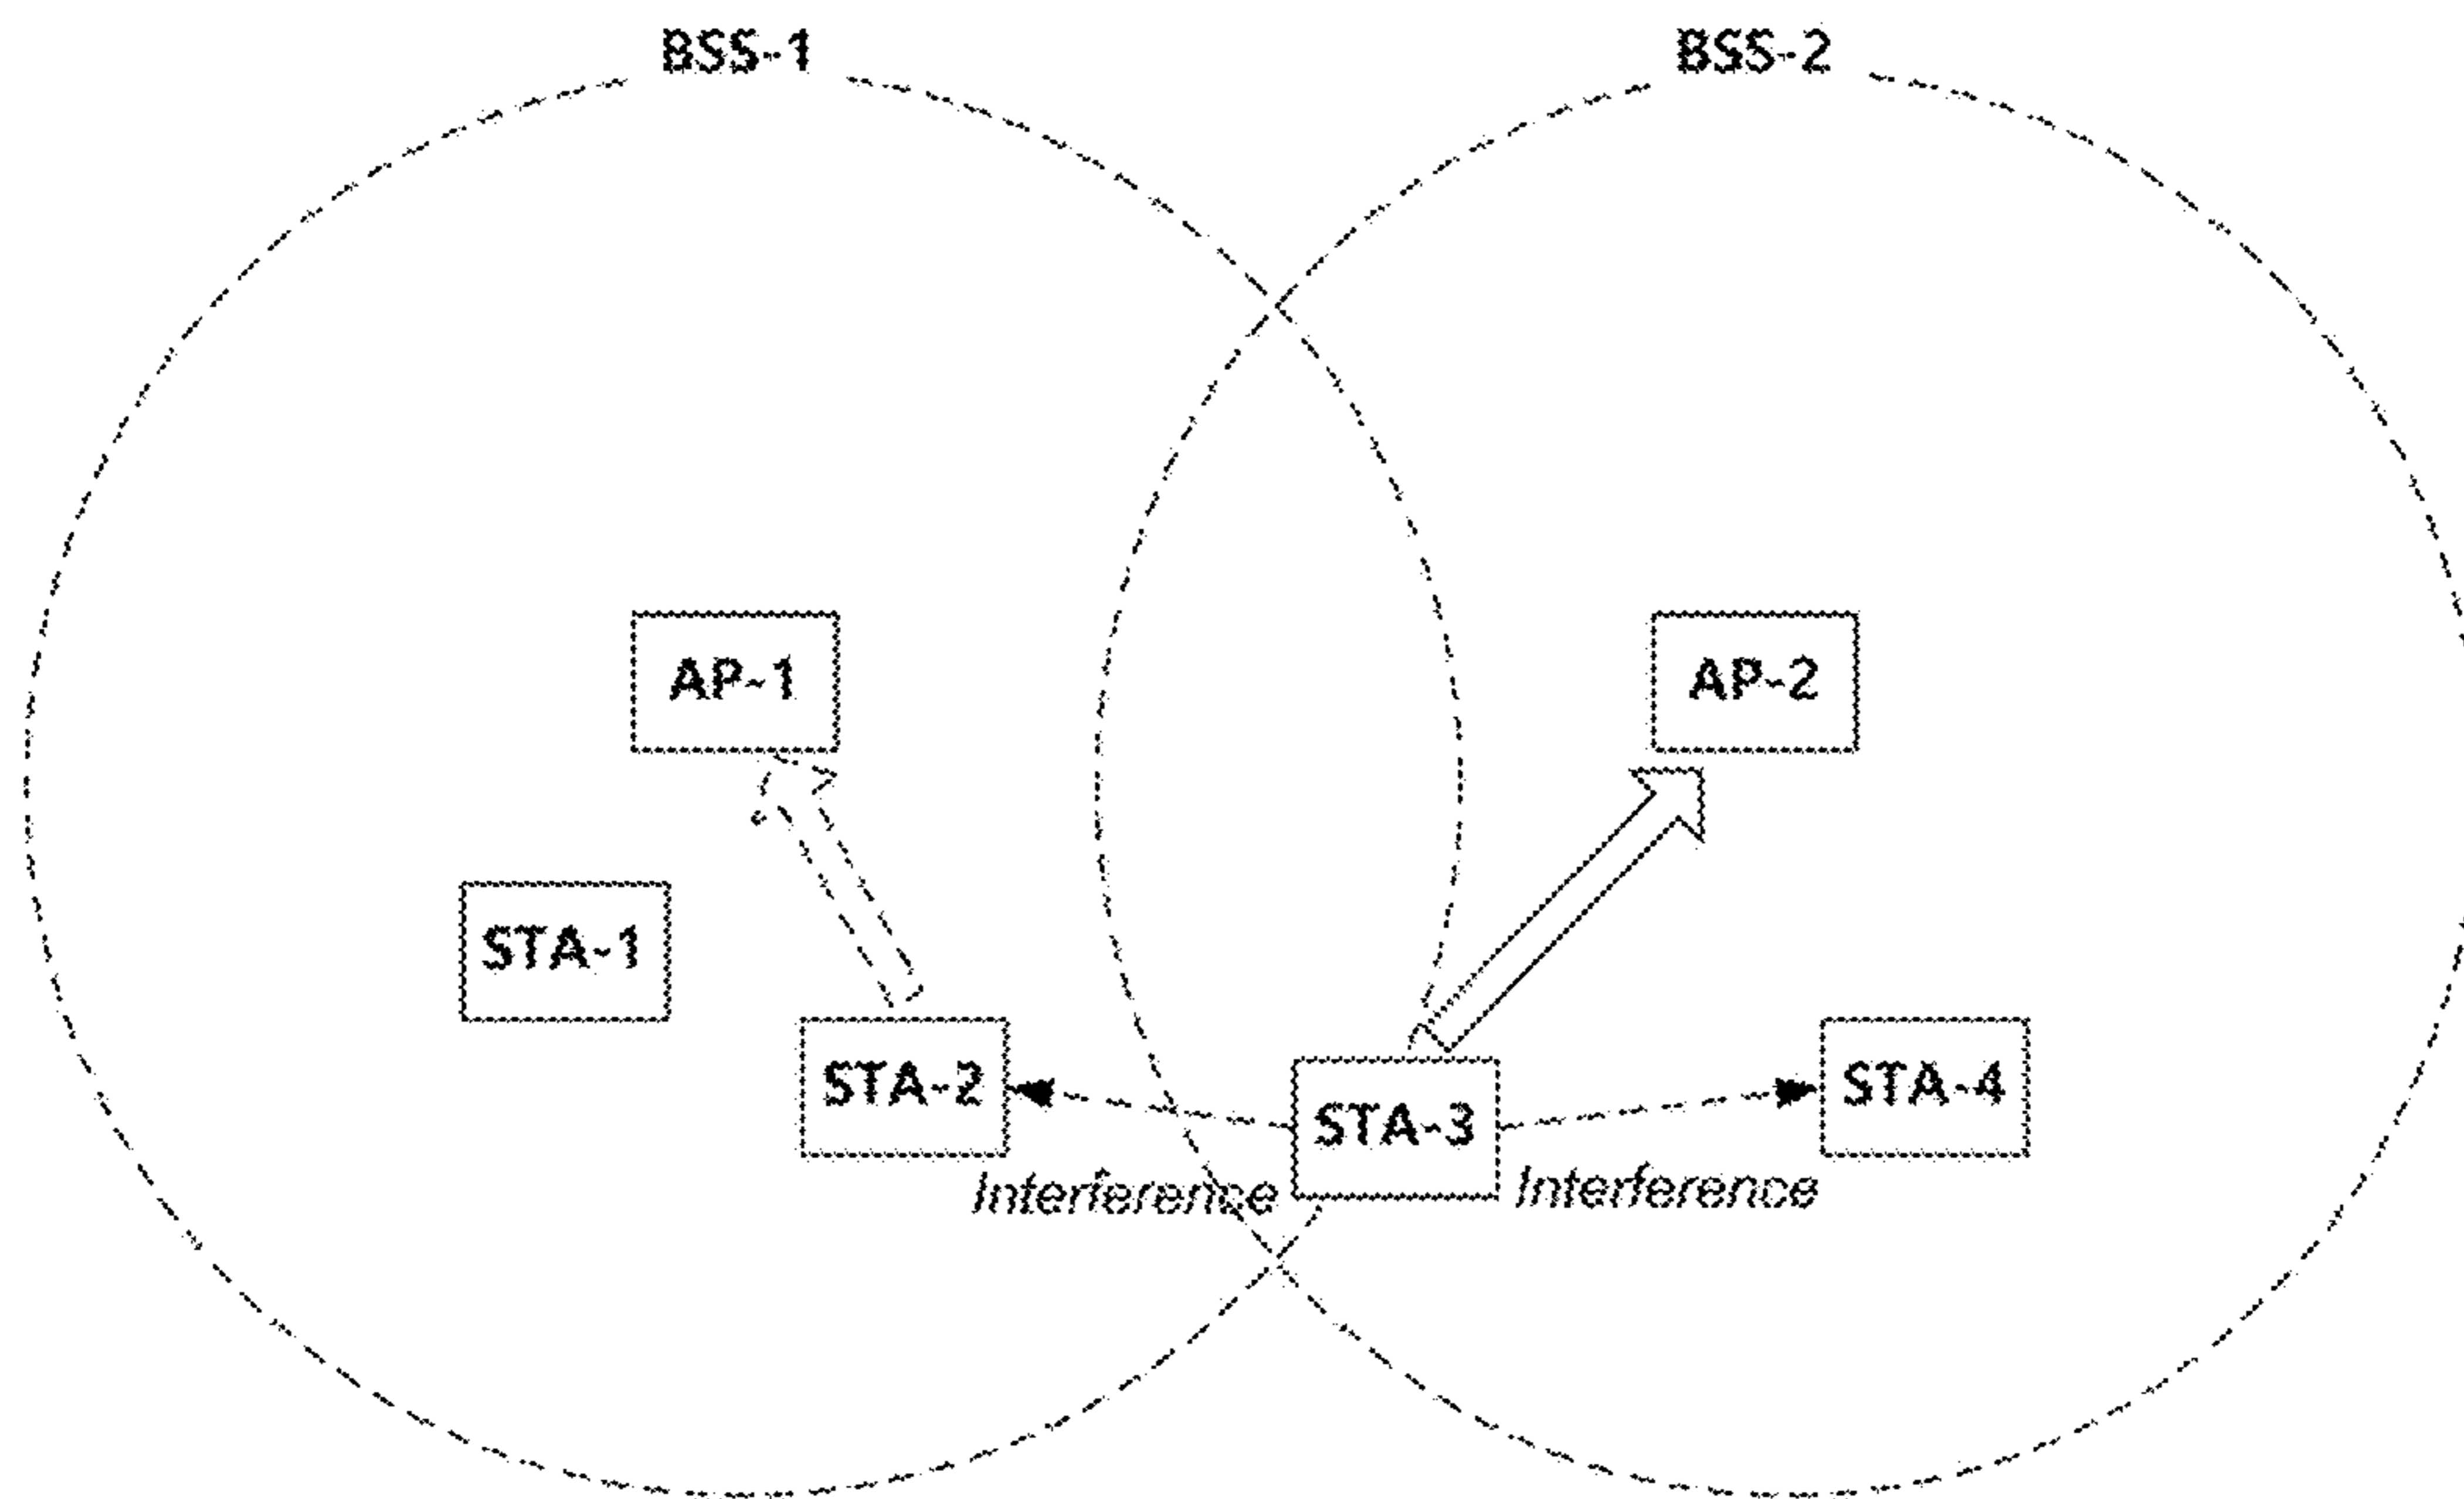 BSS-1
BSS-2
AP-1
AP-2
STA-1
STA-2
STA-3
STA-4
Interference
Interference